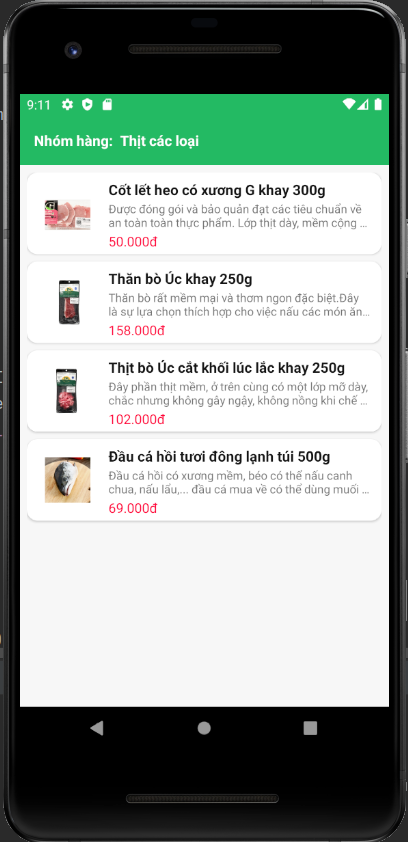 9:11
Nhóm hàng: Thịt các loại
Cốt lết heo có xương G khay 300g
Được đóng gói và bảo quản đạt các tiêu chuẩn về
an toàn toàn thực phẩm. Lớp thịt dày, mềm cộng ...
50.000đ
Thăn bò Úc khay 250g
Thăn bò rất mềm mại và thơm ngon đặc biệt.Đây
là sự lựa chọn thích hợp cho việc nấu các món ăn...
158.000đ
Thịt bò Úc cắt khối lúc lắc khay 250g
Đây phần thịt mềm, ở trên cùng có một lớp mỡ dày,
chắc nhưng không gây ngậy, không nồng khi chế ...
102.000đ
Đầu cá hồi tươi đông lạnh túi 500g
Đầu cá hồi có xương mềm, béo có thể nấu canh
chua, nấu lẩu,... đầu cá mua về có thể dùng muối ...
69.000đ